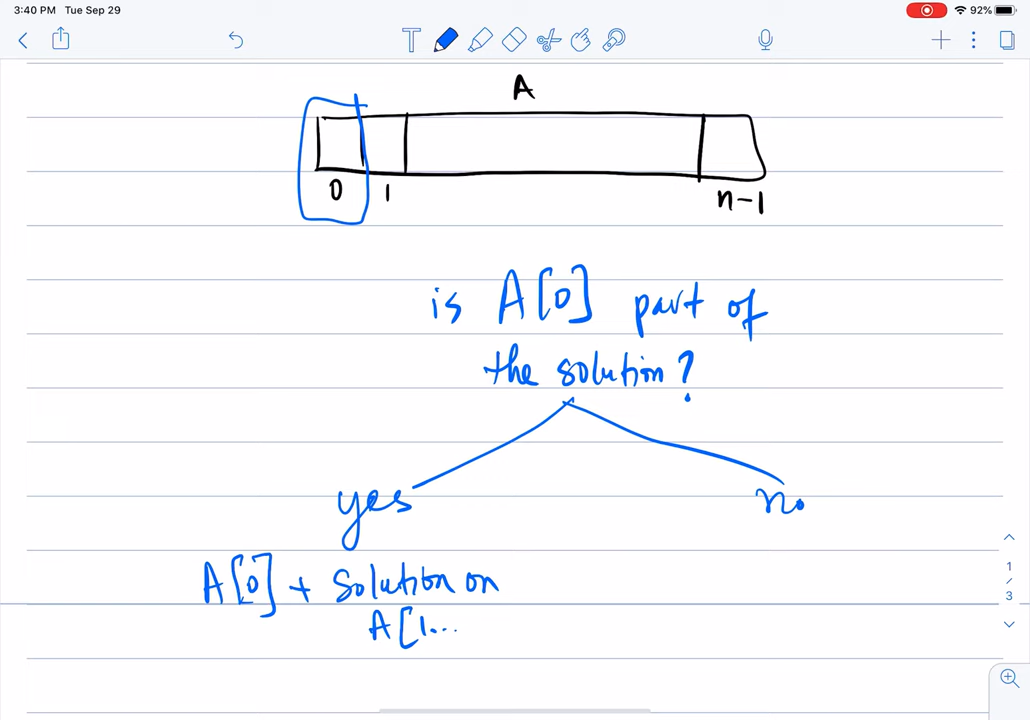 3:40 PM Tue Sep 29 92%
T
A
0 1 n-1
is A[0] part of
the solution?
yes no
A[0] + Solution on
A[1...
1
/
3